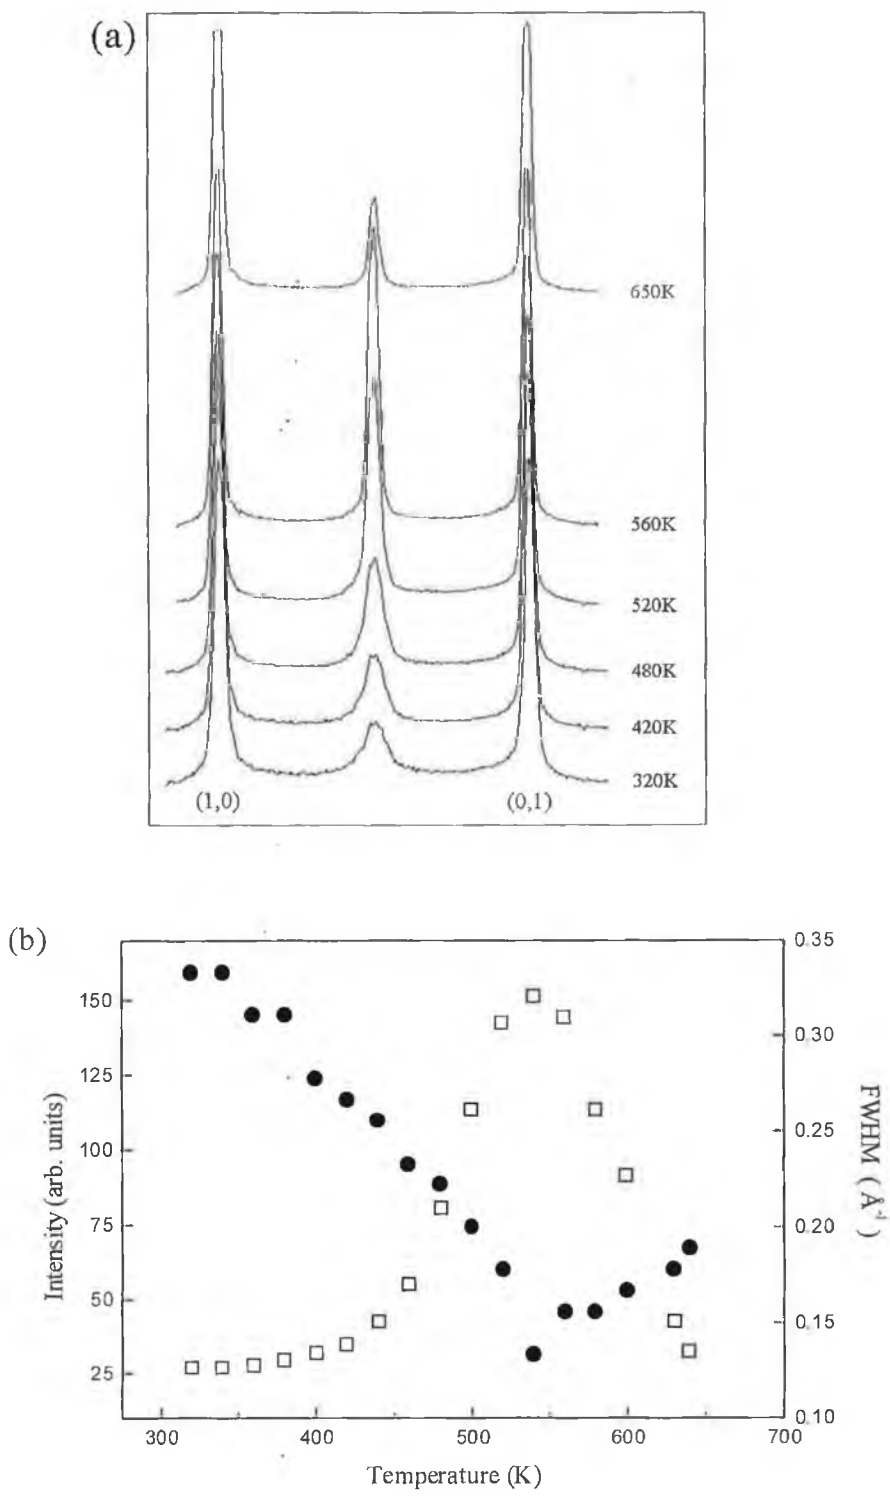 (a)
650K
560K
520K
480K
420K
320K
(1,0) (0,1)
(b)
150
125
100
75
50
25
Intensity (arb. units)
0.35
0.30
0.25
0.20
0.15
0.10
FWHM (Å⁻¹)
300 400 500 600 700
Temperature (K)